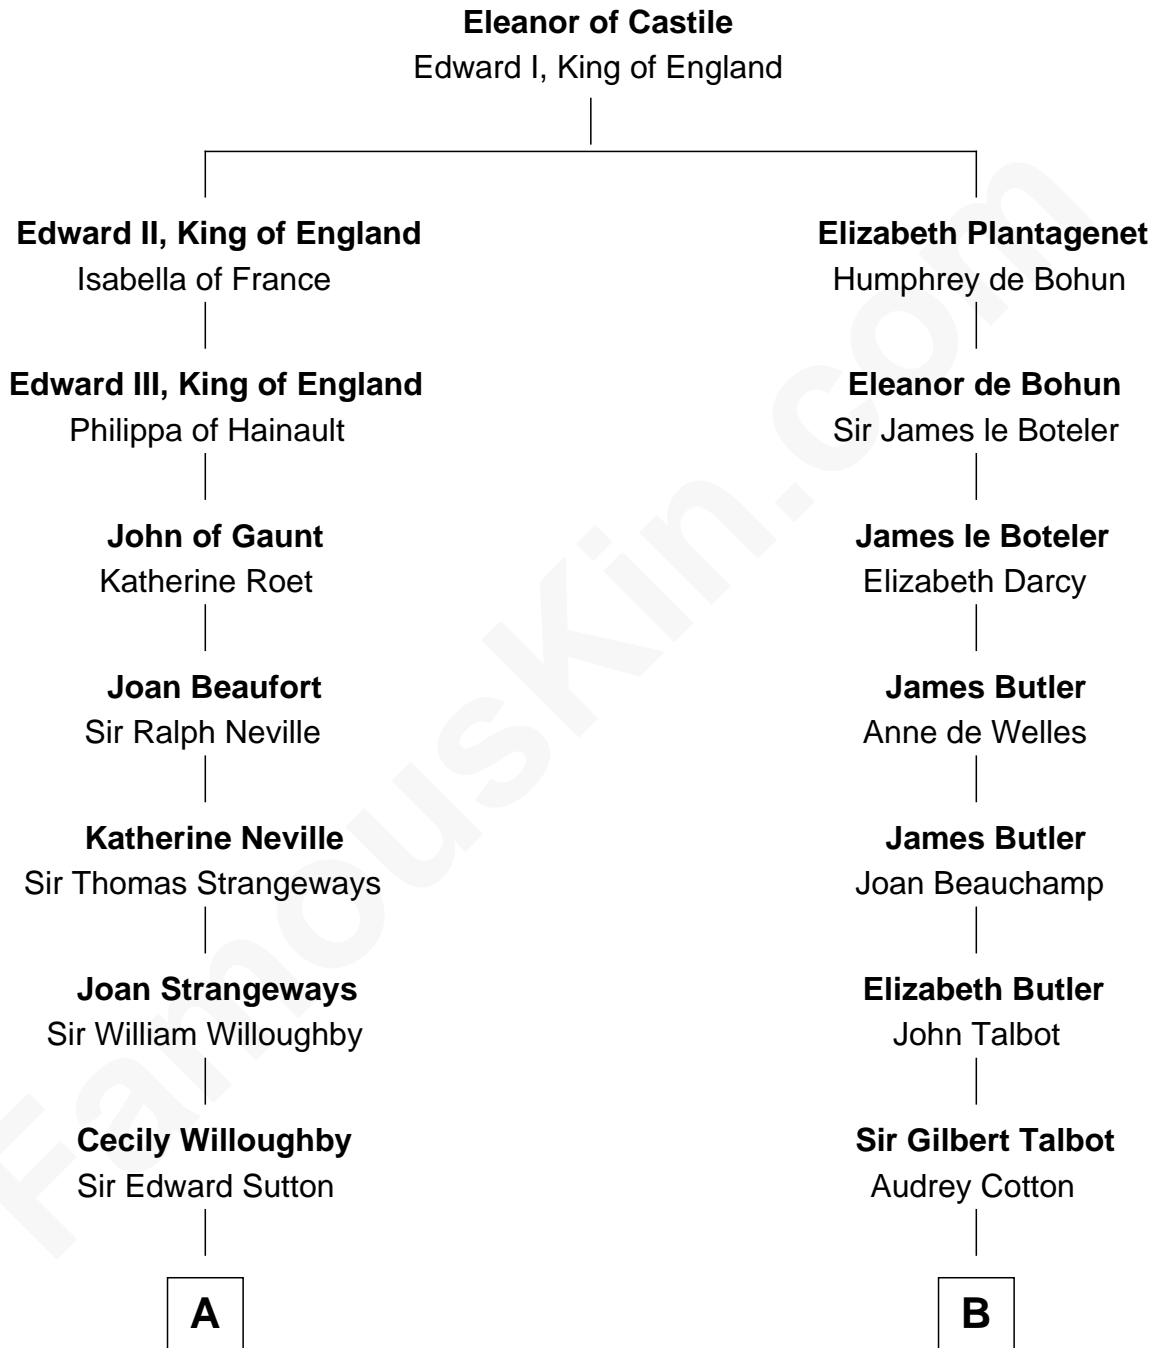 Eleanor of Castile
Edward I, King of England
Edward II, King of England
Isabella of France
Edward III, King of England
Philippa of Hainault
John of Gaunt
Katherine Roet
Joan Beaufort
Sir Ralph Neville
Katherine Neville
Sir Thomas Strangeways
Joan Strangeways
Sir William Willoughby
Cecily Willoughby
Sir Edward Sutton
A
Elizabeth Plantagenet
Humphrey de Bohun
Eleanor de Bohun
Sir James le Boteler
James le Boteler
Elizabeth Darcy
James Butler
Anne de Welles
James Butler
Joan Beauchamp
Elizabeth Butler
John Talbot
Sir Gilbert Talbot
Audrey Cotton
B
FamousKin.com